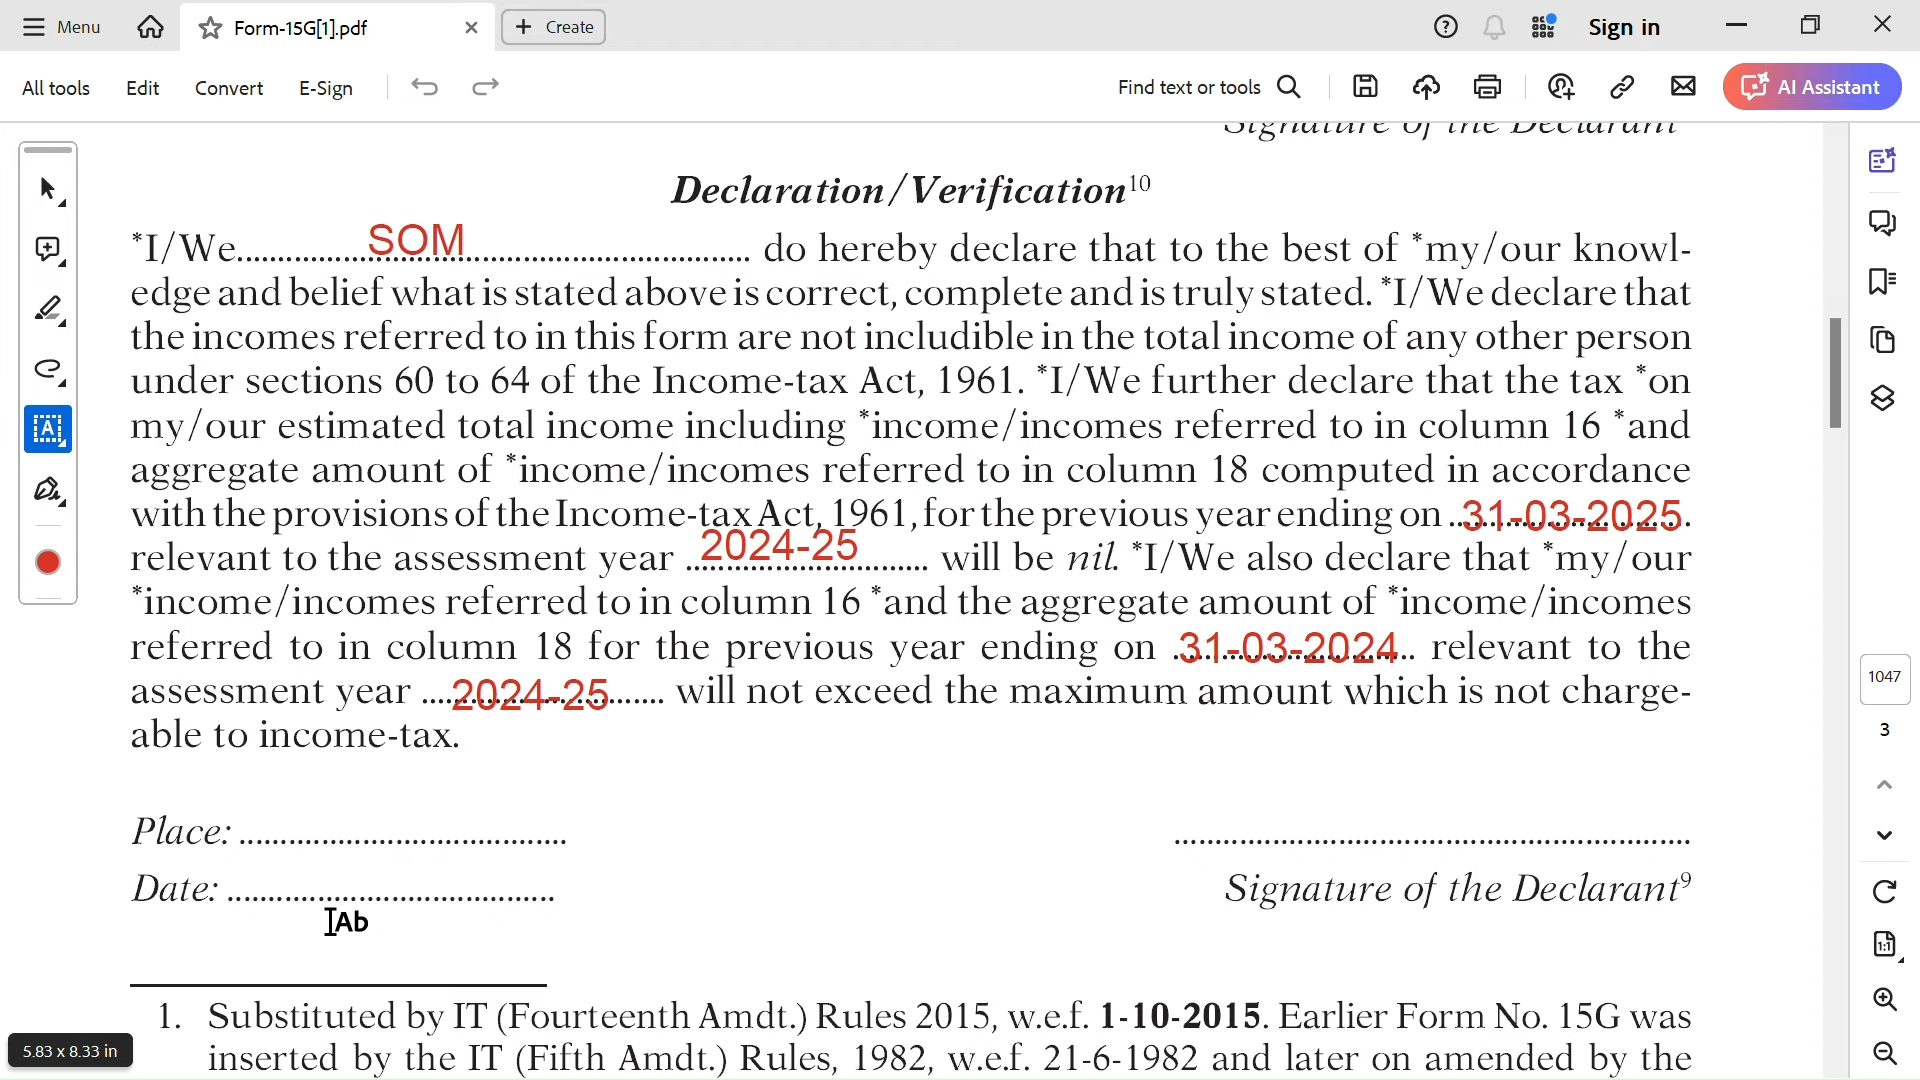 Menu
Form-15G[1].pdf
Create
Sign in
All tools Edit Convert E-Sign
Find text or tools
AI Assistant
Signature of the Declarant
Declaration/Verification10
*I/We..........SOM.......... do hereby declare that to the best of *my/our knowl-
edge and belief what is stated above is correct, complete and is truly stated. *I/We declare that
the incomes referred to in this form are not includible in the total income of any other person
under sections 60 to 64 of the Income-tax Act, 1961. *I/We further declare that the tax *on
my/our estimated total income including *income/incomes referred to in column 16 *and
aggregate amount of *income/incomes referred to in column 18 computed in accordance
with the provisions of the Income-tax Act, 1961, for the previous year ending on ..31-03-2025.
relevant to the assessment year .2024-25........ will be nil. *I/We also declare that *my/our
*income/incomes referred to in column 16 *and the aggregate amount of *income/incomes
referred to in column 18 for the previous year ending on .31-03-2024.. relevant to the
assessment year ....2024-25....... will not exceed the maximum amount which is not charge-
able to income-tax.
Place: ........................................
Date: ........................................
................................................................
Signature of the Declarant9
Ab
1. Substituted by IT (Fourteenth Amdt.) Rules 2015, w.e.f. 1-10-2015. Earlier Form No. 15G was
inserted by the IT (Fifth Amdt.) Rules, 1982, w.e.f. 21-6-1982 and later on amended by the
5.83 x 8.33 in
1047
3